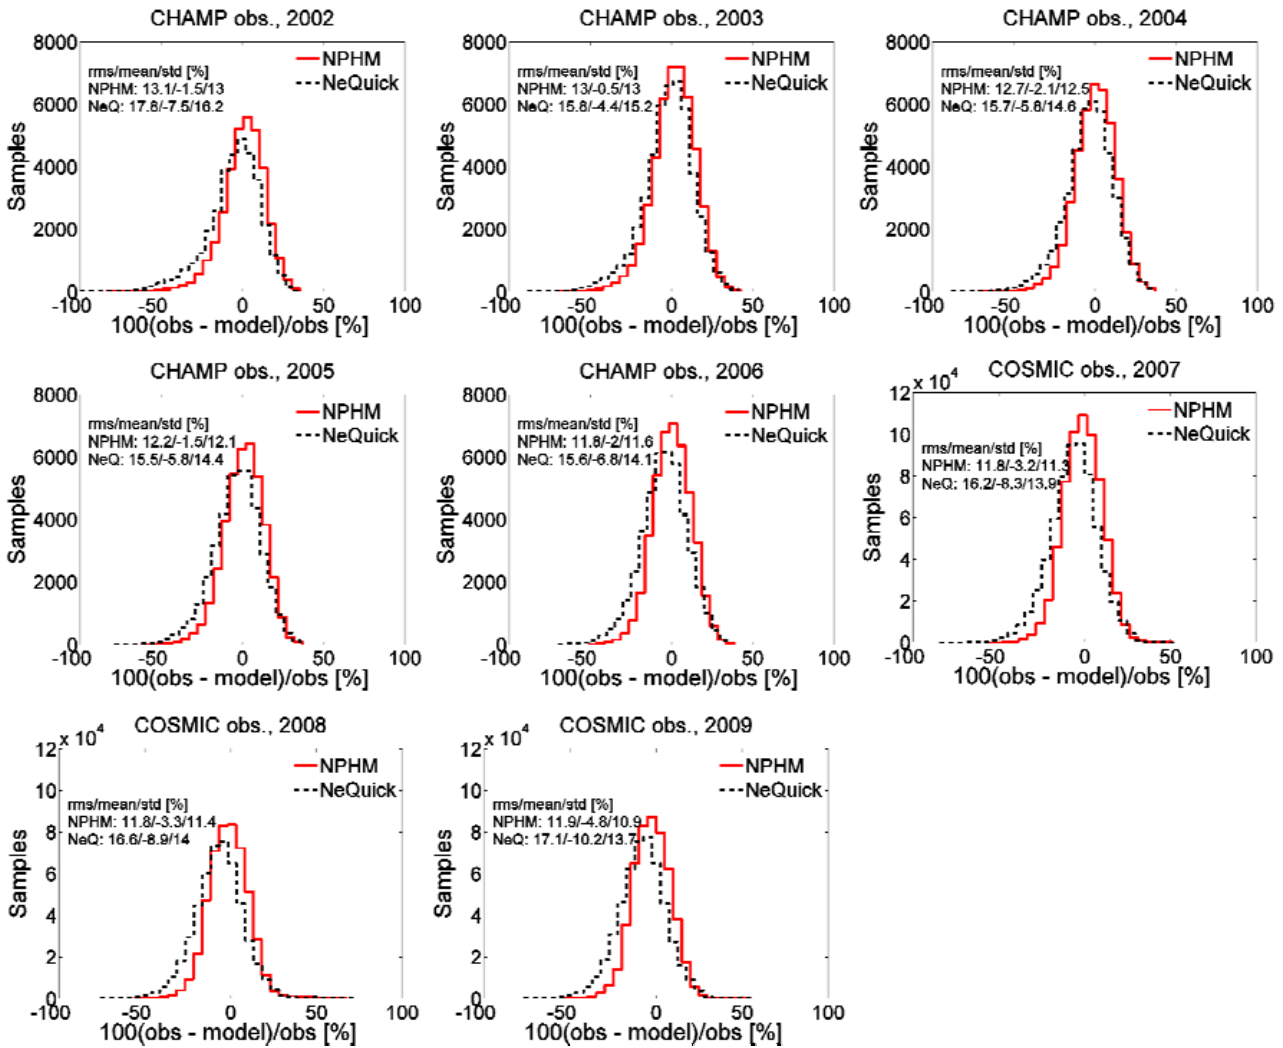 CHAMP obs., 2002
8000
6000
4000
2000
0
-100
-50
0
50
100
Samples
100(obs - model)/obs [%]
rms/mean/std [%]
NPHM: 13.1/-1.5/13
NeQ: 17.8/-7.5/16.2
NPHM
NeQuick
CHAMP obs., 2003
8000
6000
4000
2000
0
-100
-50
0
50
100
Samples
100(obs - model)/obs [%]
rms/mean/std [%]
NPHM: 13/-0.5/13
NeQ: 15.8/-4.4/15.2
NPHM
NeQuick
CHAMP obs., 2004
8000
6000
4000
2000
0
-100
-50
0
50
100
Samples
100(obs - model)/obs [%]
rms/mean/std [%]
NPHM: 12.7/-2.1/12.5
NeQ: 15.7/-5.8/14.6
NPHM
NeQuick
CHAMP obs., 2005
8000
6000
4000
2000
0
-100
-50
0
50
100
Samples
100(obs - model)/obs [%]
rms/mean/std [%]
NPHM: 12.2/-1.5/12.1
NeQ: 15.5/-5.8/14.4
NPHM
NeQuick
CHAMP obs., 2006
8000
6000
4000
2000
0
-100
-50
0
50
100
Samples
100(obs - model)/obs [%]
rms/mean/std [%]
NPHM: 11.8/-2/11.6
NeQ: 15.6/-6.8/14.1
NPHM
NeQuick
COSMIC obs., 2007
x 10^4
12
10
8
6
4
2
0
-100
-50
0
50
100
Samples
100(obs - model)/obs [%]
rms/mean/std [%]
NPHM: 11.8/-3.2/11.3
NeQ: 16.2/-8.3/13.9
NPHM
NeQuick
COSMIC obs., 2008
x 10^4
12
10
8
6
4
2
0
-100
-50
0
50
100
Samples
100(obs - model)/obs [%]
rms/mean/std [%]
NPHM: 11.8/-3.3/11.4
NeQ: 16.6/-8.9/14
NPHM
NeQuick
COSMIC obs., 2009
x 10^4
12
10
8
6
4
2
0
-100
-50
0
50
100
Samples
100(obs - model)/obs [%]
rms/mean/std [%]
NPHM: 11.9/-4.8/10.9
NeQ: 17.1/-10.2/13.7
NPHM
NeQuick